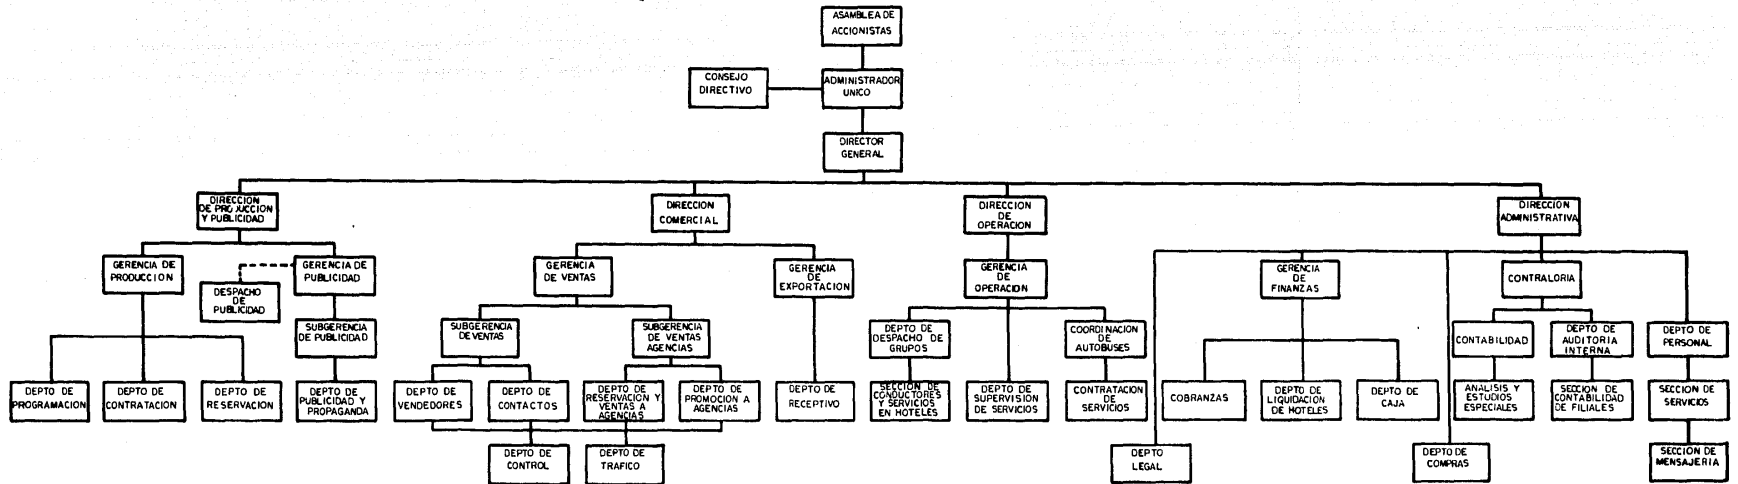 ASAMBLEA DE
ACCIONISTAS
CONSEJO
DIRECTIVO
ADMINISTRADOR
UNICO
DIRECTOR
GENERAL
DIRECCION
DE PRODUCCION
Y PUBLICIDAD
DIRECCION
COMERCIAL
DIRECCION
DE
OPERACION
DIRECCION
ADMINISTRATIVA
GERENCIA DE
PRODUCCION
DESPACHO
DE
PUBLICIDAD
GERENCIA DE
PUBLICIDAD
GERENCIA
DE VENTAS
GERENCIA
DE
EXPORTACION
GERENCIA
DE
OPERACION
GERENCIA
DE
FINANZAS
CONTRALORIA
SUBGERENCIA
DE PUBLICIDAD
SUBGERENCIA
DE VENTAS
SUBGERENCIA
DE VENTAS
AGENCIAS
DEPTO DE
DESPACHO DE
GRUPOS
COORDINACION
DE
AUTOBUSES
CONTABILIDAD
DEPTO DE
AUDITORIA
INTERNA
DEPTO DE
PERSONAL
DEPTO DE
PROGRAMACION
DEPTO DE
CONTRATACION
DEPTO DE
RESERVACION
DEPTO DE
PUBLICIDAD Y
PROPAGANDA
DEPTO DE
VENDEDORES
DEPTO DE
CONTACTOS
DEPTO DE
RESERVACION Y
VENTAS A
AGENCIAS
DEPTO DE
PROMOCION A
AGENCIAS
DEPTO DE
RECEPTIVO
SECCION DE
CONDUCTORES
Y SERVICIOS
EN HOTELES
DEPTO DE
SUPERVISION
DE SERVICIOS
CONTRATACION
DE
SERVICIOS
COBRANZAS
DEPTO DE
LIQUIDACION
DE HOTELES
DEPTO DE
CAJA
ANALISIS Y
ESTUDIOS
ESPECIALES
SECCION DE
CONTABILIDAD
DE FILIALES
SECCION DE
SERVICIOS
DEPTO DE
CONTROL
DEPTO DE
TRAFICO
DEPTO
LEGAL
DEPTO DE
COMPRAS
SECCION DE
MENSAJERIA